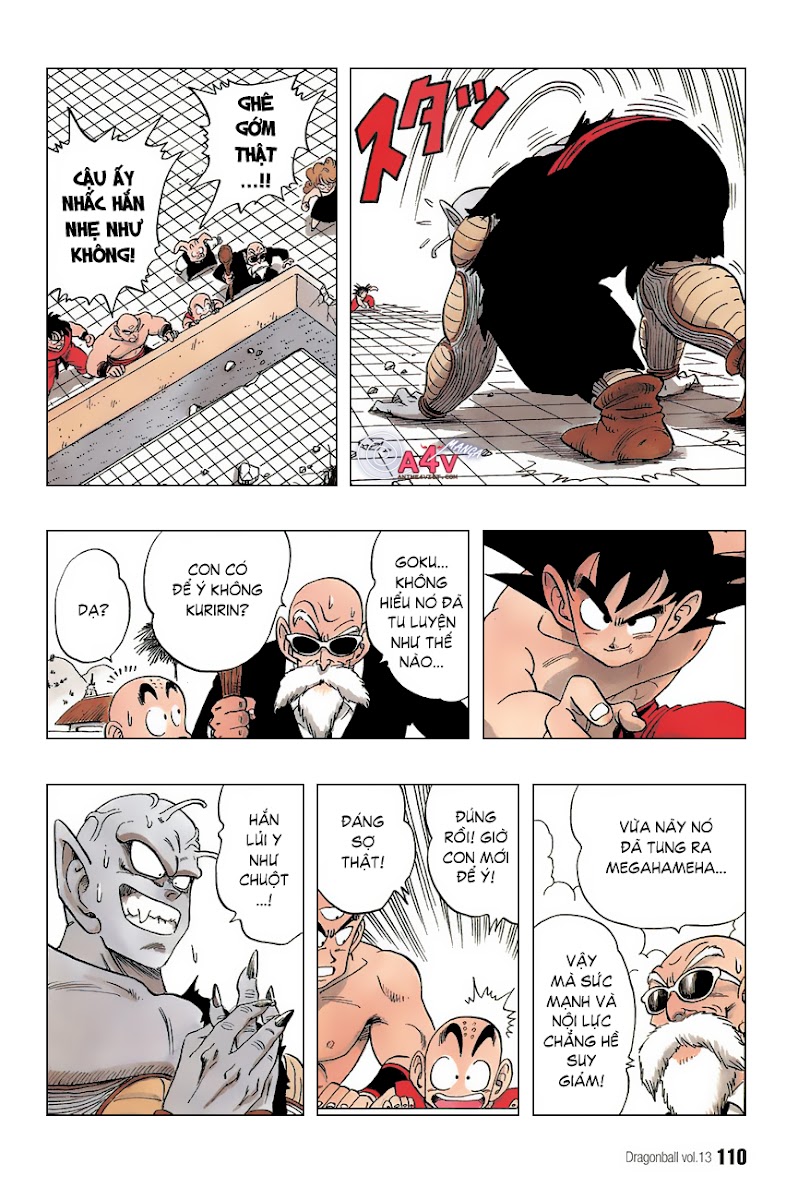 スタッ
MANGA
A4V
ANIME4VIET.COM
GHÊ
GỚM
THẬT
...!!
CẬU ẤY
NHẤC HẮN
NHẸ NHƯ
KHÔNG!
GOKU...
KHÔNG
HIỂU NÓ ĐÃ
TU LUYỆN
NHƯ THẾ
NÀO...
CON CÓ
ĐỂ Ý KHÔNG
KURIRIN?
DẠ?
VỪA NÃY NÓ
ĐÃ TUNG RA
MEGAHAMEHA...
VẬY
MÀ SỨC
MẠNH VÀ
NỘI LỰC
CHẲNG HỀ
SUY
GIẢM!
ĐÚNG
RỒI! GIỜ
CON MỚI
ĐỂ Ý!
ĐÁNG
SỢ
THẬT!
HẮN
LỦI Y
NHƯ
CHUỘT
...!
Dragonball vol.13 110